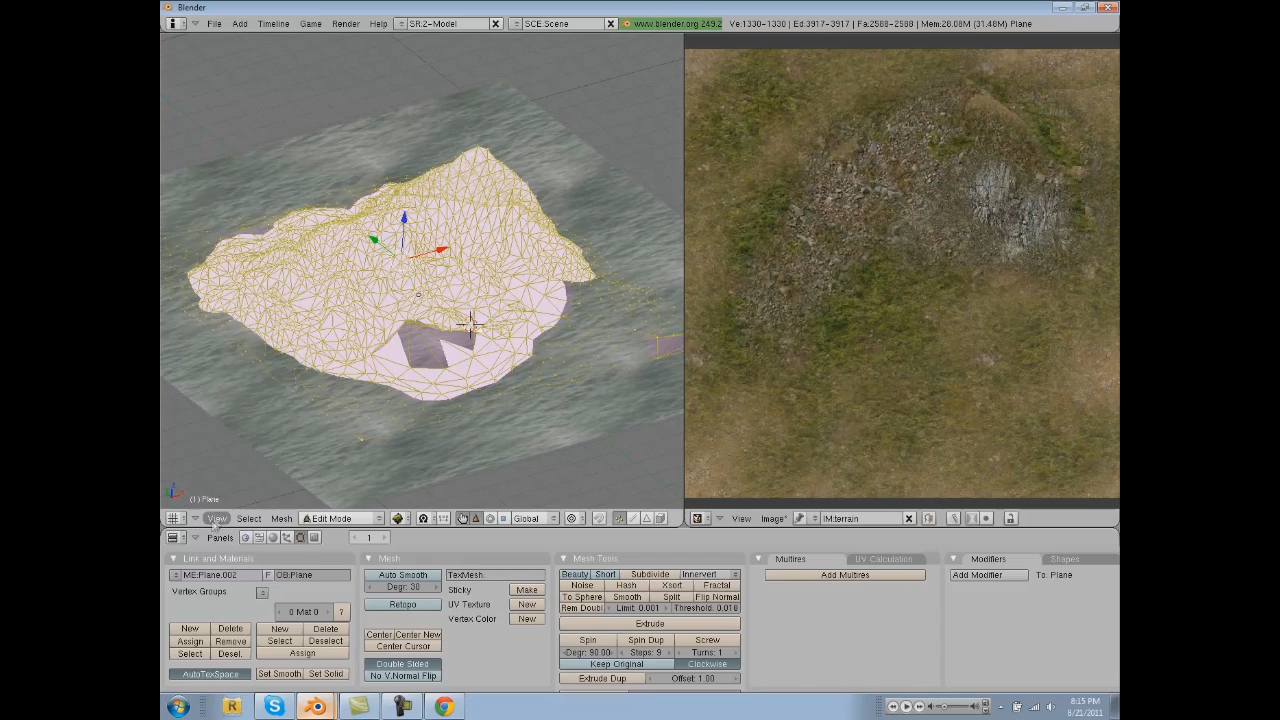 Blender
File Add Timeline Game Render Help SR:2-Model SCE:Scene www.blender.org 249.2 Ve:1330-1330 | Ed:3917-3917 | Fa:2588-2588 | Mem:28.08M (31.48M) Plane
(1) Plane
View Select Mesh Edit Mode Global View Image* IM:terrain
Panels 1
Link and Materials Mesh Mesh Tools Multires UV Calculation Modifiers Shapes
ME:Plane.002 F OB:Plane Auto Smooth TexMesh: Beauty Short Subdivide Innervert Add Multires Add Modifier To: Plane
Vertex Groups Degr: 30 Sticky Make Noise Hash Xsort Fractal
Retopo UV Texture New To Sphere Smooth Split Flip Normal
0 Mat 0 ? Vertex Color New Rem Doubl Limit: 0.001 Threshold: 0.010
New Delete New Delete Extrude
Assign Remove Select Deselect Center Center New Spin Spin Dup Screw
Select Desel. Assign Center Cursor Degr: 90.00 Steps: 9 Turns: 1
AutoTexSpace Set Smooth Set Solid Double Sided Keep Original Clockwise
No V.Normal Flip Extrude Dup Offset: 1.00
8:15 PM
8/21/2011